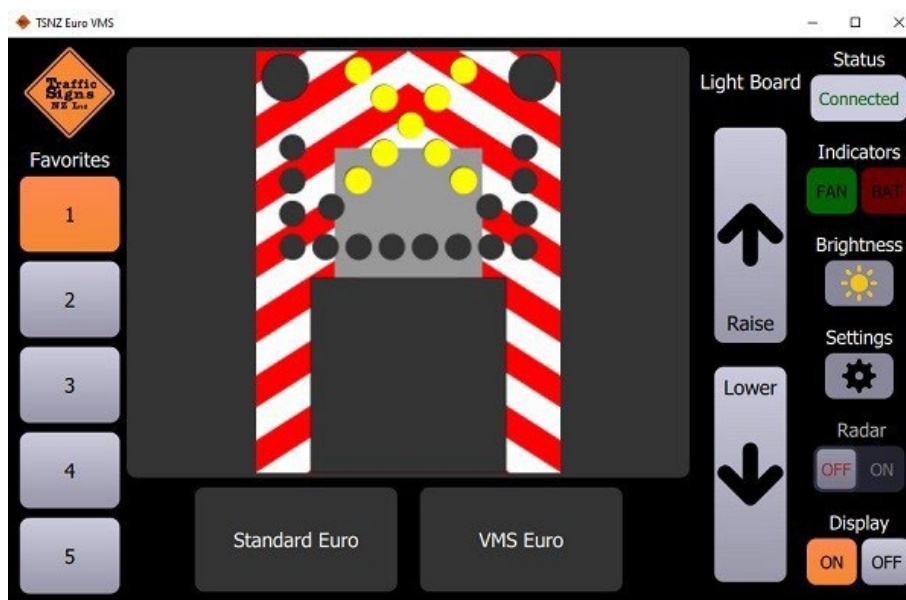 TSNZ Euro VMS
Traffic
Signs
NZ Ltd
Favorites
1
2
3
4
5
Standard Euro
VMS Euro
Light Board
Raise
Lower
Status
Connected
Indicators
FAN BAT
Brightness
Settings
Radar
OFF ON
Display
ON OFF